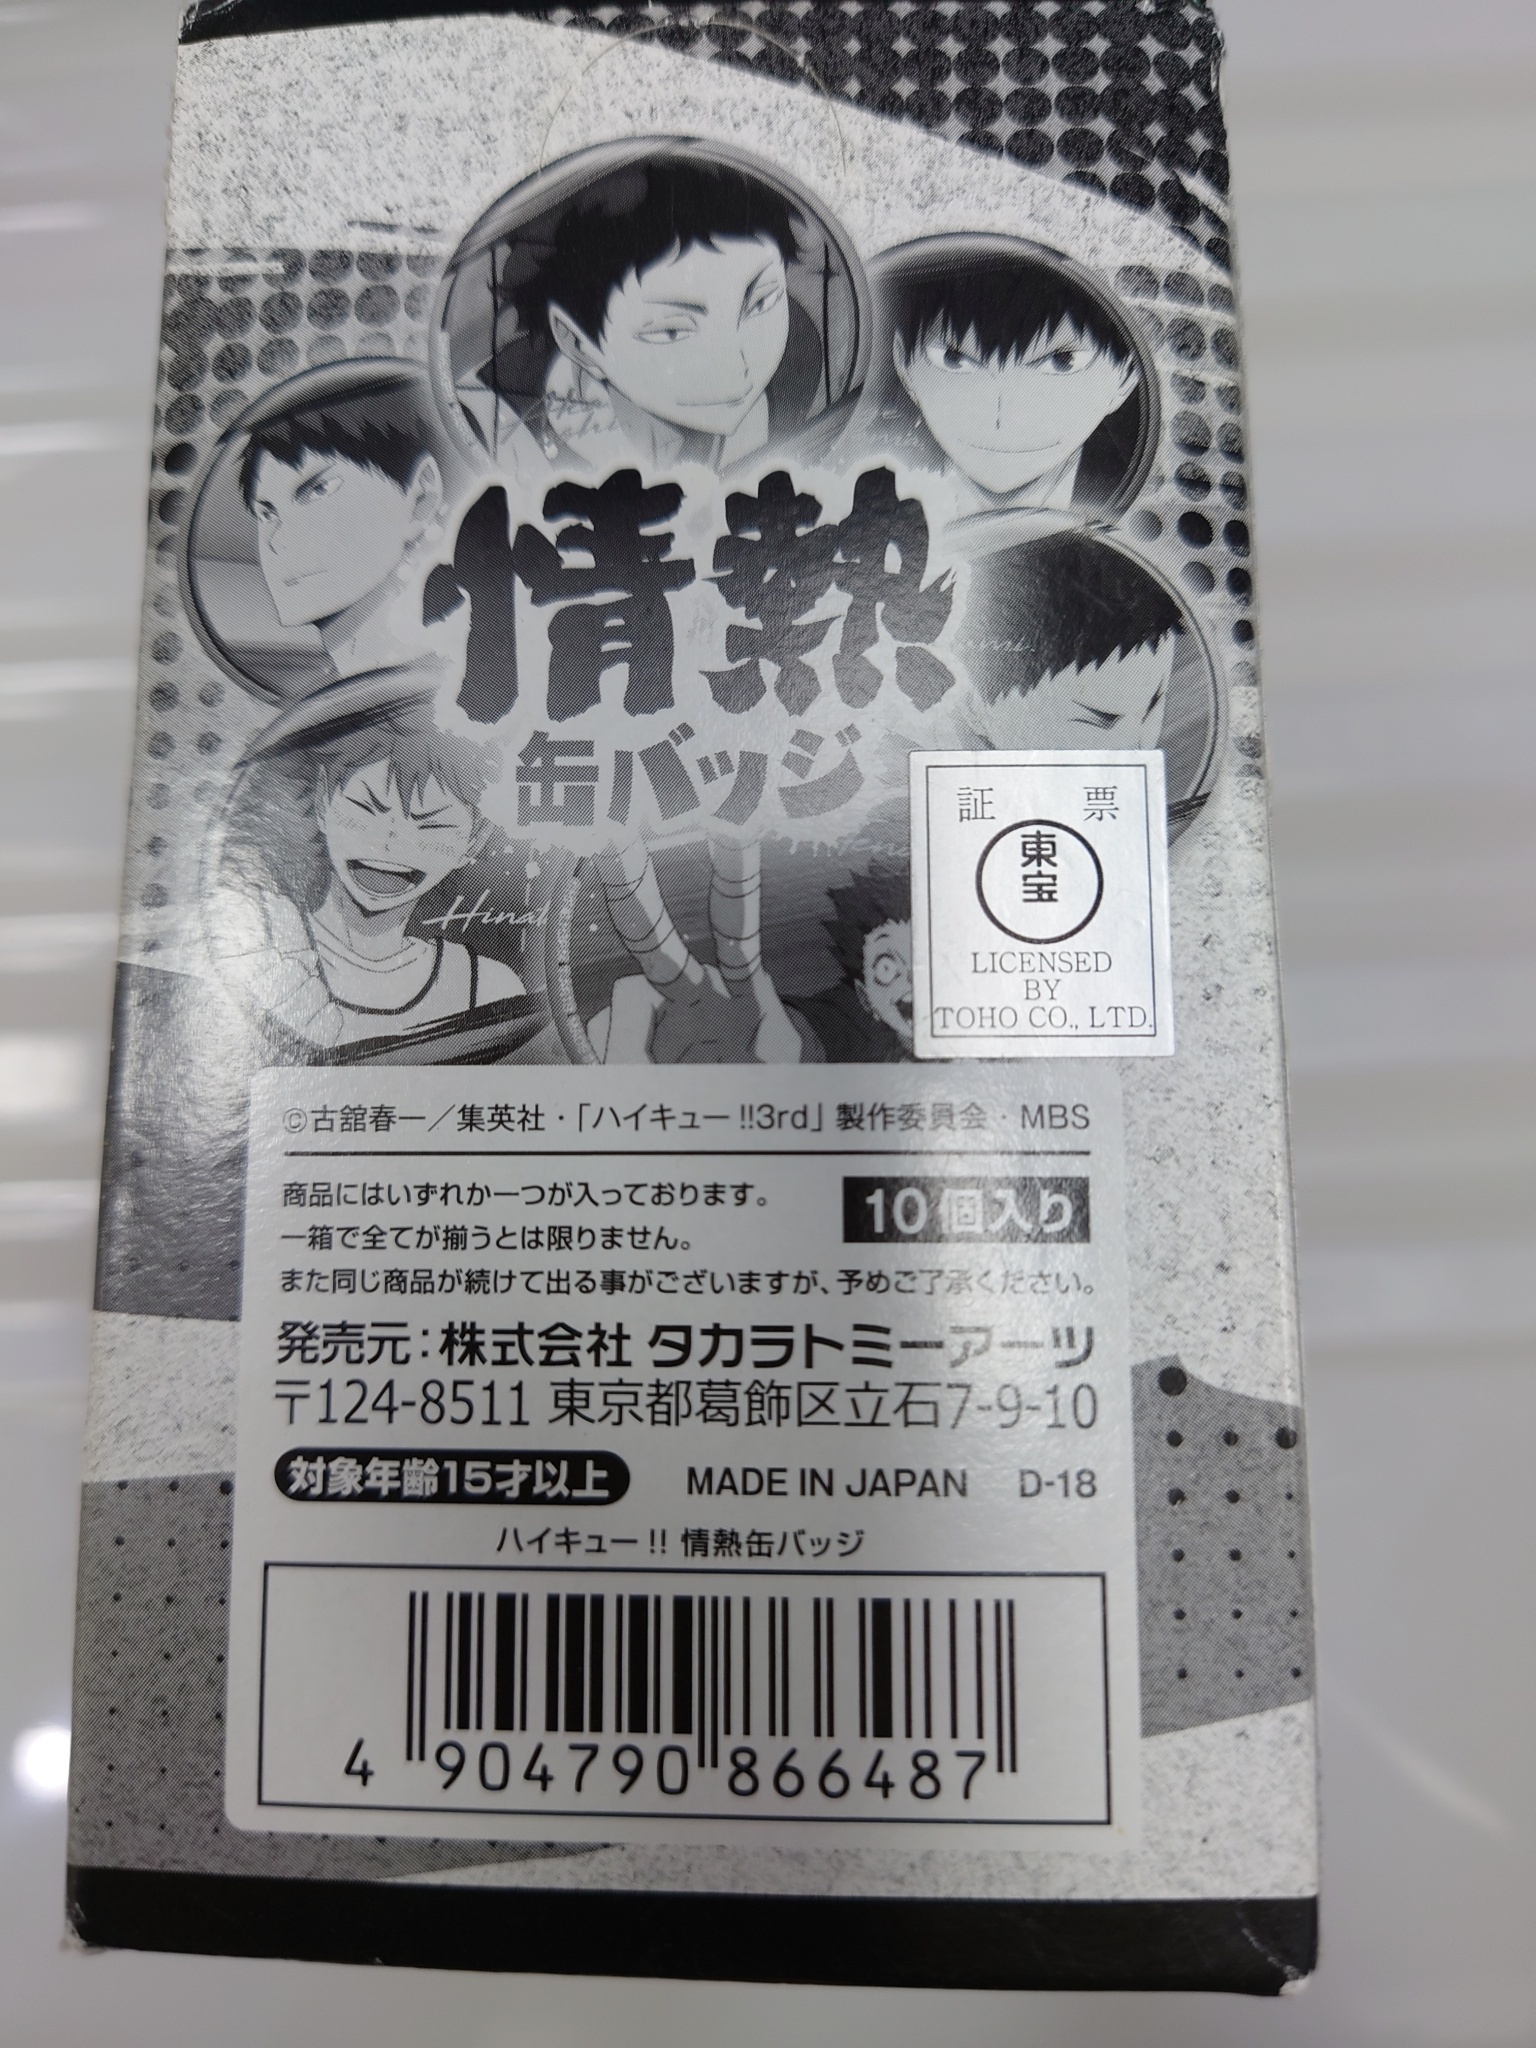 情熱
缶バッジ
Hina
証 票
東宝
LICENSED
BY
TOHO CO., LTD.
©古舘春一／集英社・「ハイキュー!!3rd」製作委員会・MBS
商品にはいずれか一つが入っております。
10個入り
一箱で全てが揃うとは限りません。
また同じ商品が続けて出る事がございますが、予めご了承ください。
発売元：株式会社 タカラトミーアーツ
〒124-8511 東京都葛飾区立石7-9-10
対象年齢15才以上 MADE IN JAPAN D-18
ハイキュー!! 情熱缶バッジ
4 904790 866487